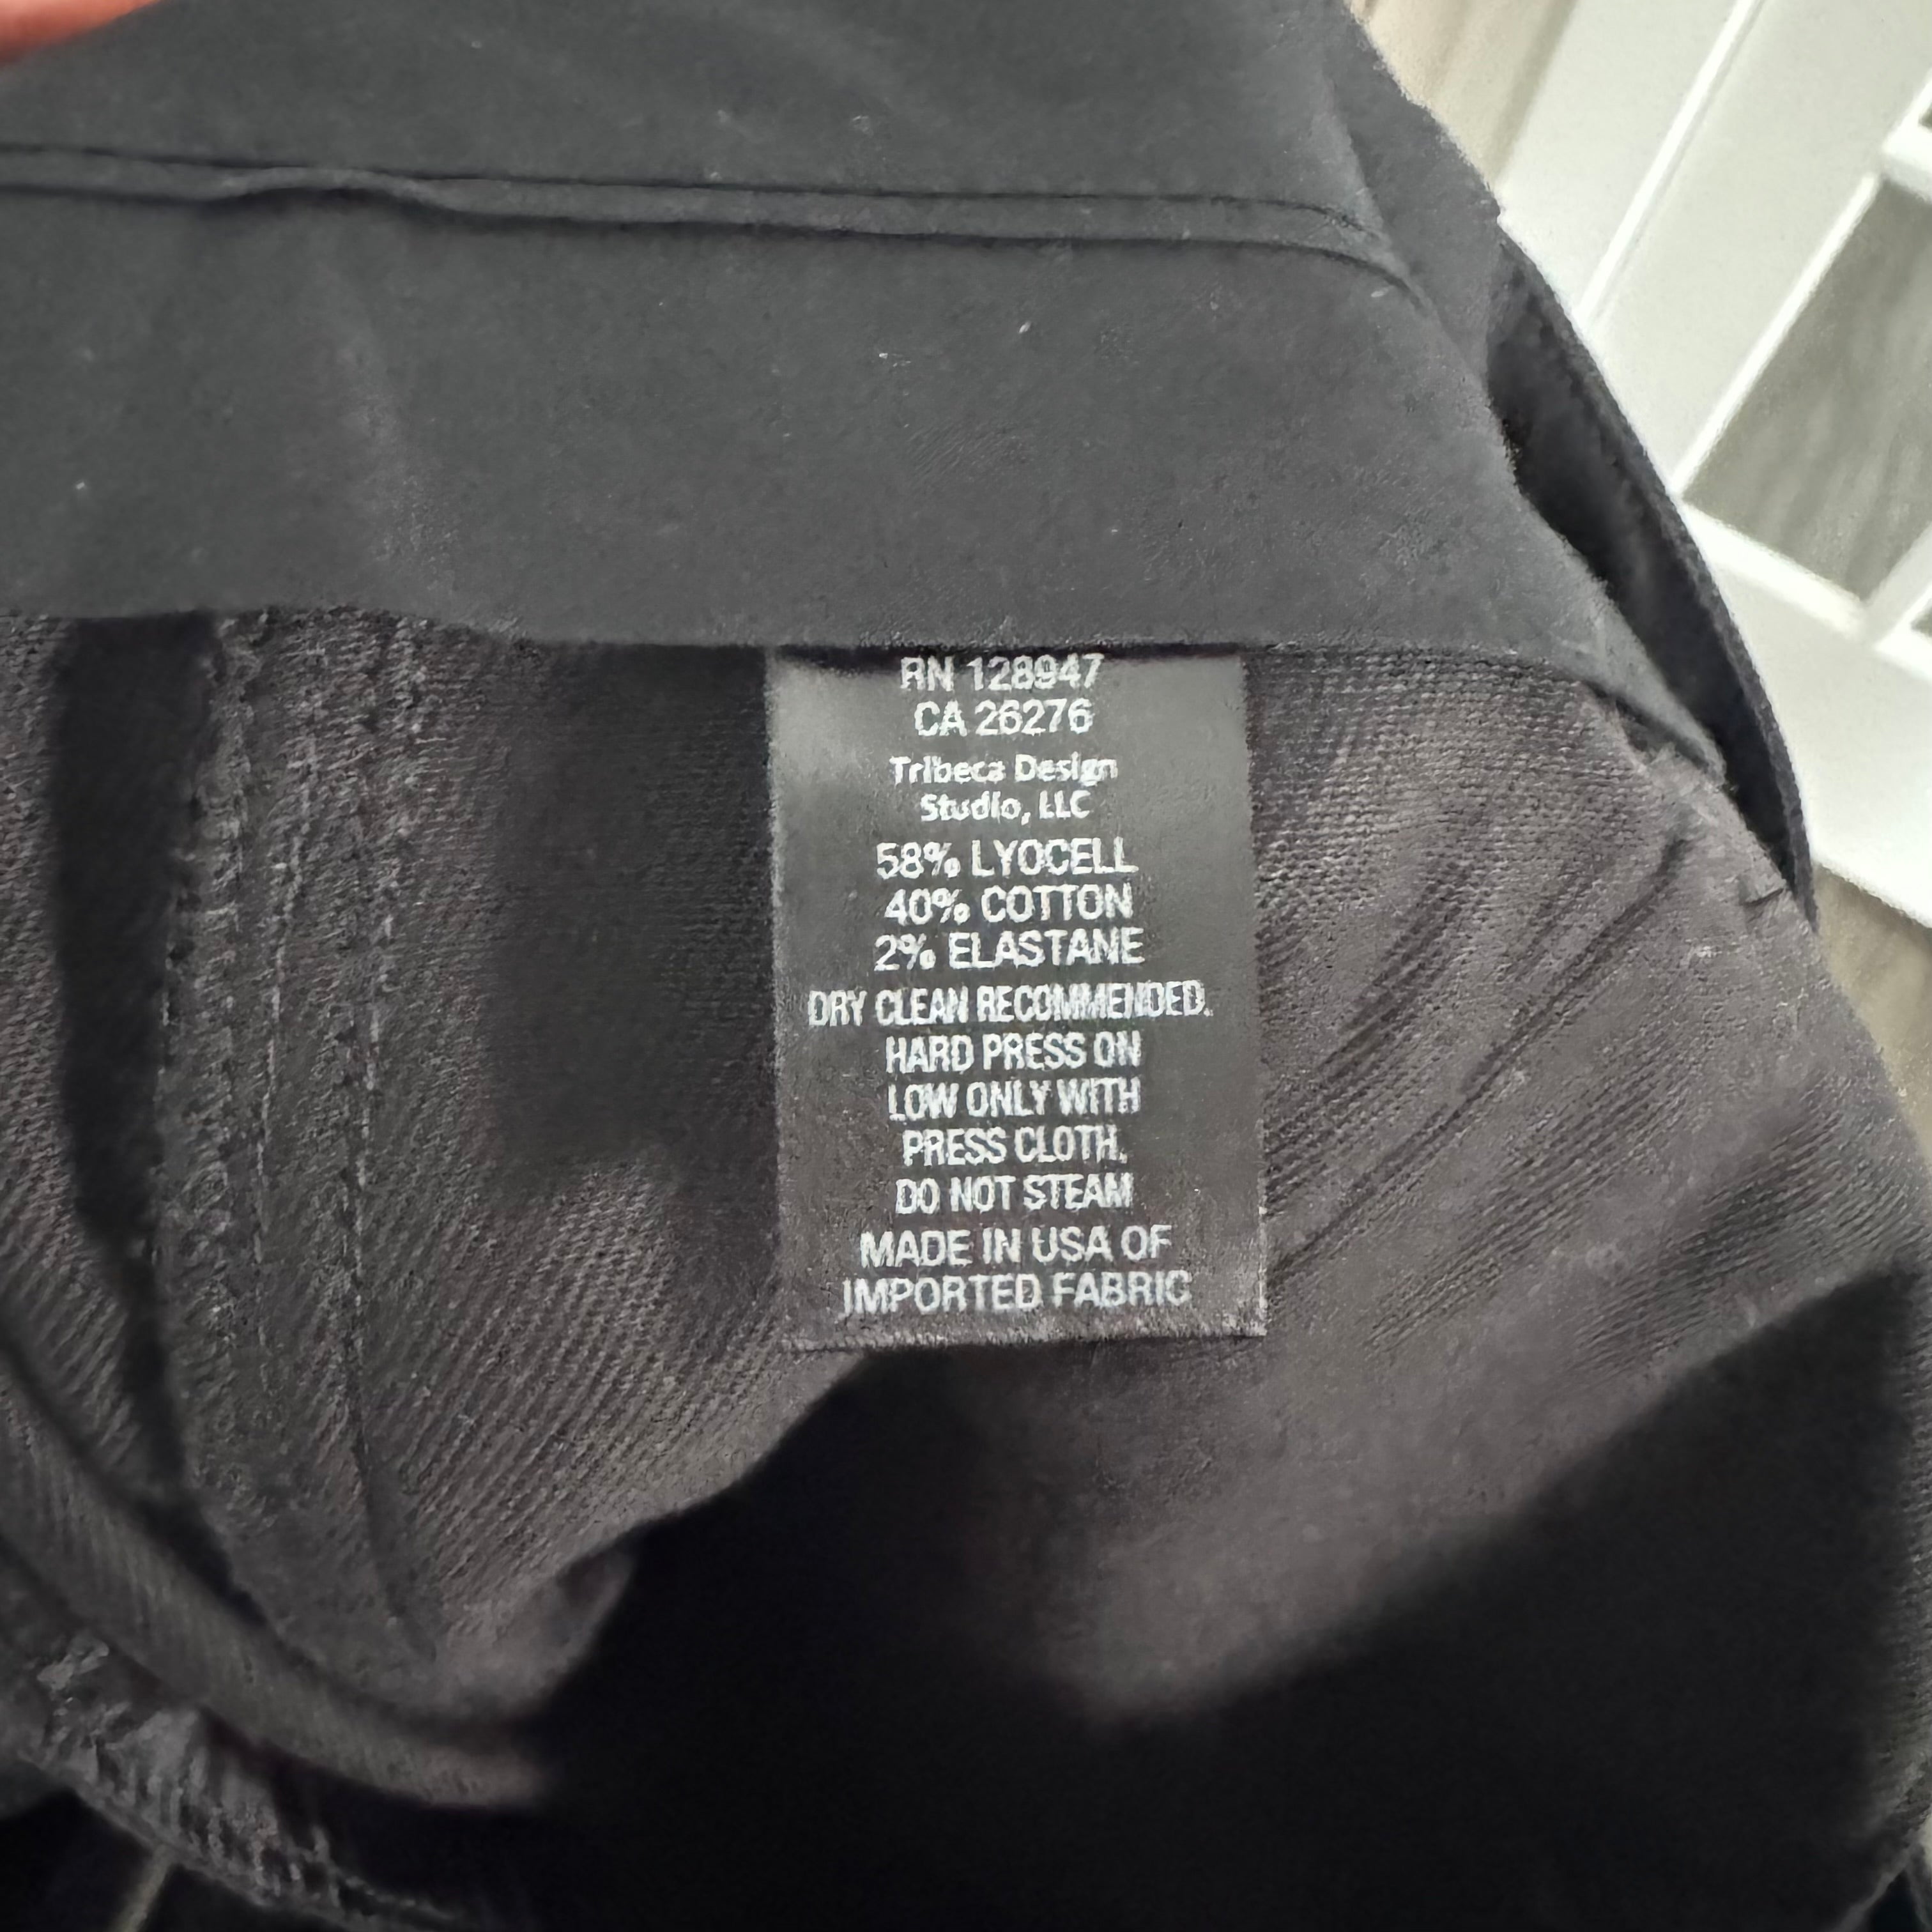 RN 128947
CA 26276
Tribeca Design
Studio, LLC
58% LYOCELL
40% COTTON
2% ELASTANE
DRY CLEAN RECOMMENDED.
HARD PRESS ON
LOW ONLY WITH
PRESS CLOTH.
DO NOT STEAM
MADE IN USA OF
IMPORTED FABRIC